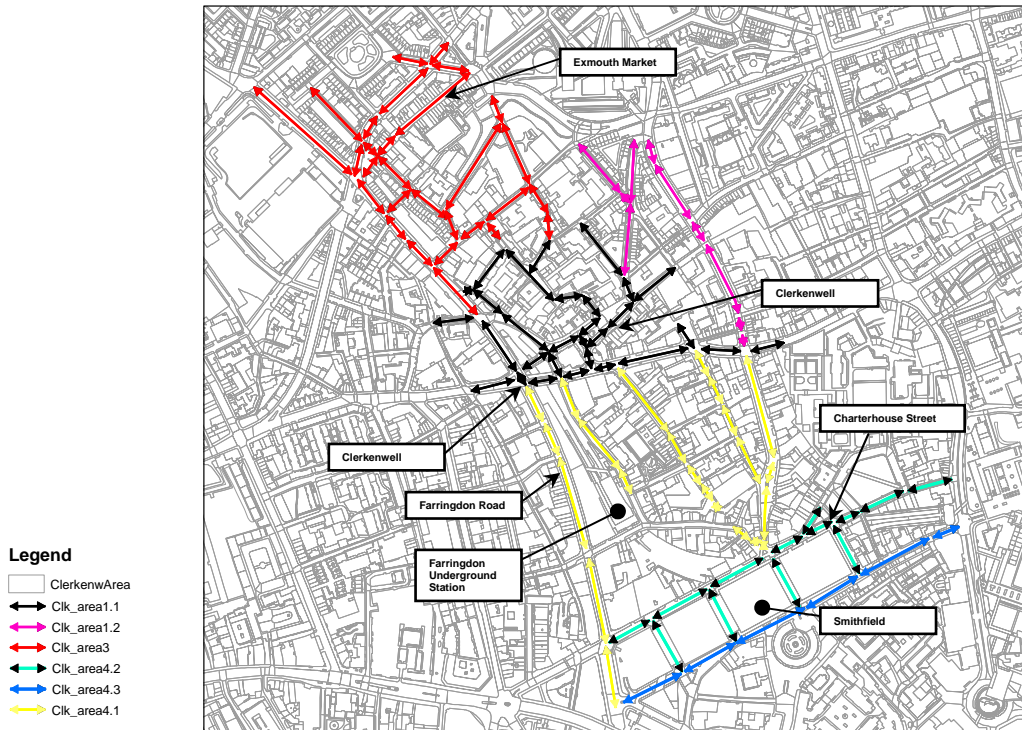 Exmouth Market
Clerkenwell
Charterhouse Street
Clerkenwell
Farringdon Road
Farringdon
Underground
Station
Smithfield
Legend
ClerkenwArea
Clk_area1.1
Clk_area1.2
Clk_area3
Clk_area4.2
Clk_area4.3
Clk_area4.1